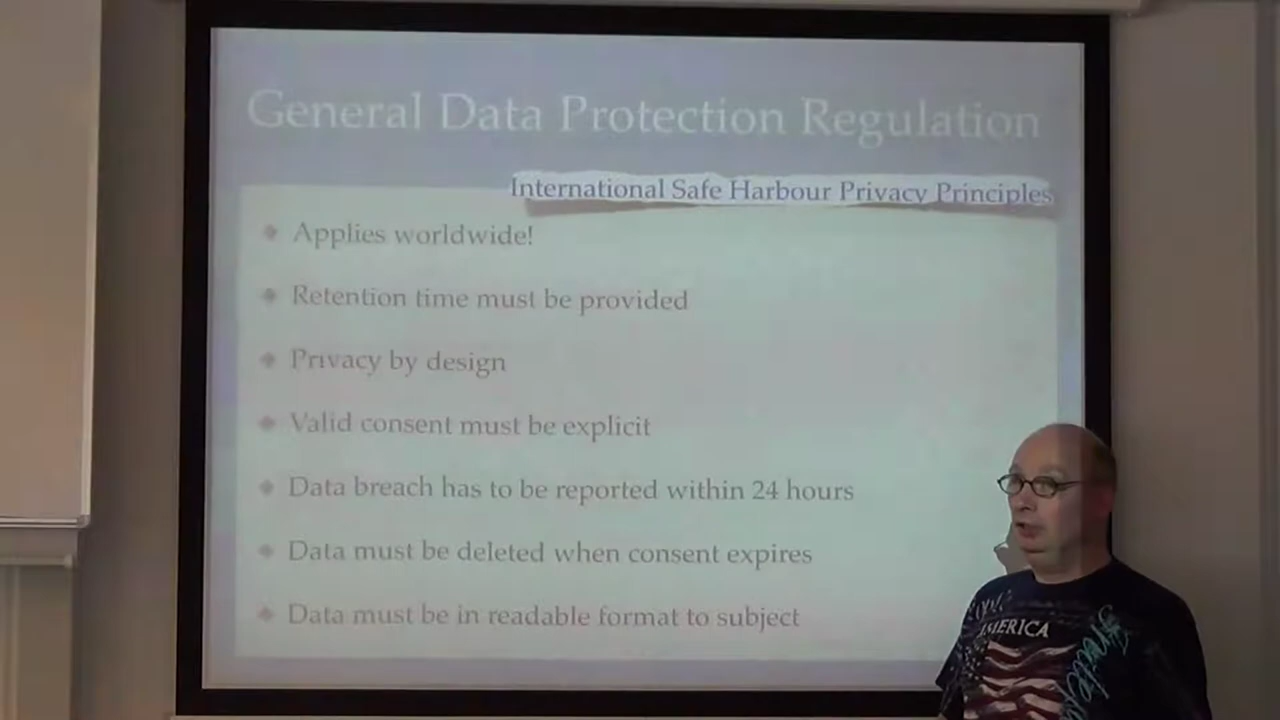 General Data Protection Regulation
International Safe Harbour Privacy Principles
Applies worldwide!
Retention time must be provided
Privacy by design
Valid consent must be explicit
Data breach has to be reported within 24 hours
Data must be deleted when consent expires
Data must be in readable format to subject
AMERICA